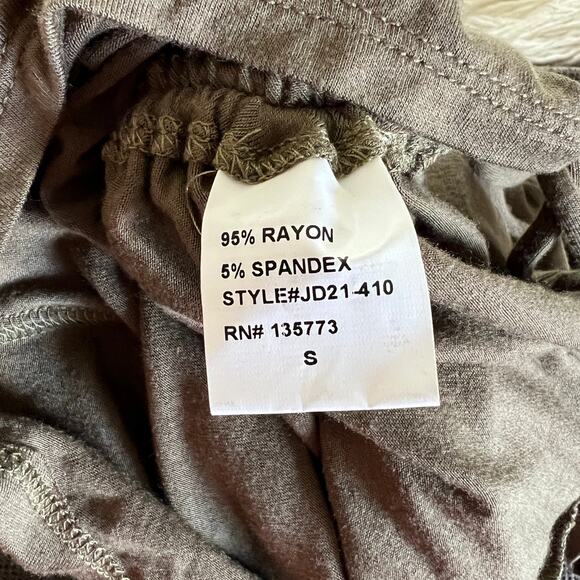 95% RAYON
5% SPANDEX
STYLE#JD21-410
RN# 135773
S